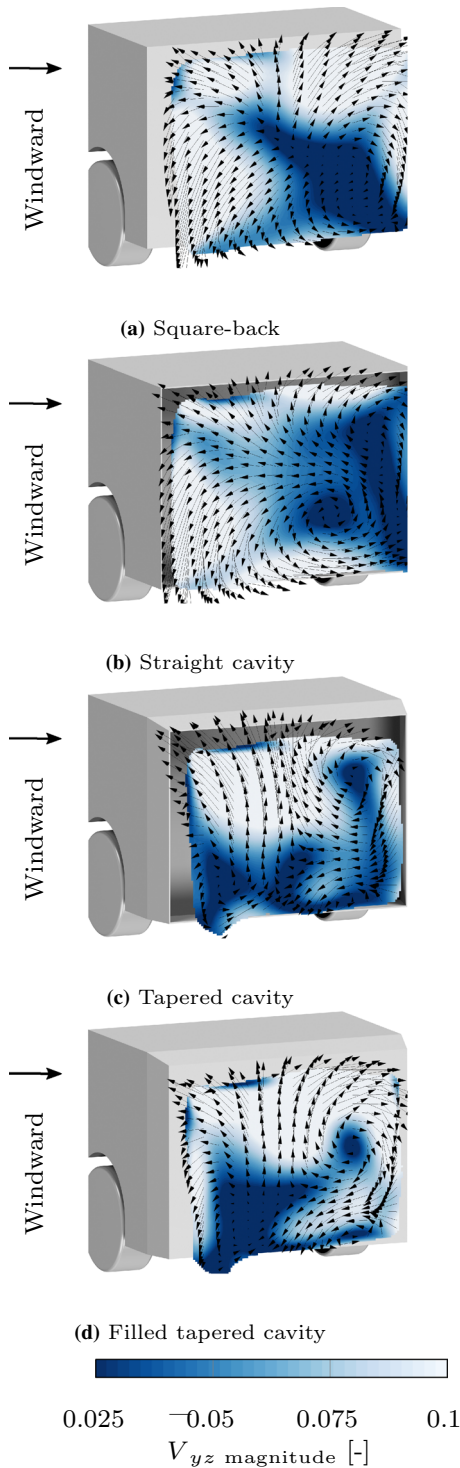 Windward
(a) Square-back
Windward
(b) Straight cavity
Windward
(c) Tapered cavity
Windward
(d) Filled tapered cavity
0.025 0.05 0.075 0.1
V̅yz magnitude [-]